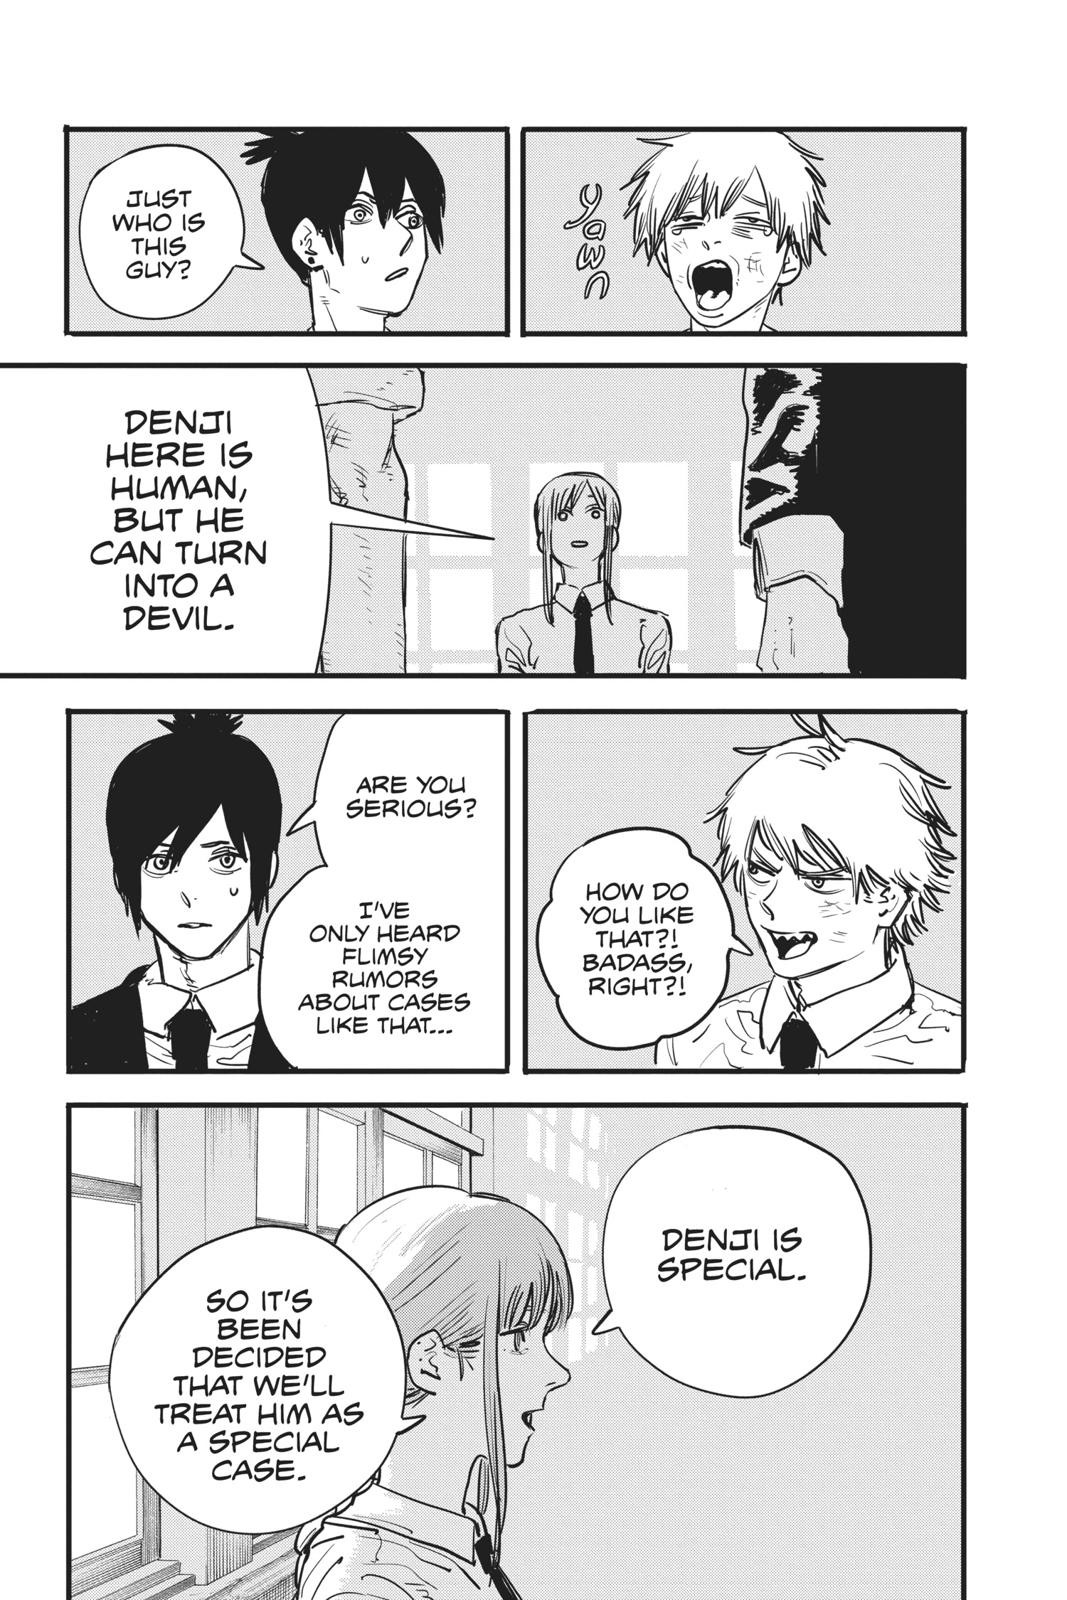 yawn
JUST
WHO IS
THIS
GUY?
DENJI
HERE IS
HUMAN,
BUT HE
CAN TURN
INTO A
DEVIL.
HOW DO
YOU LIKE
THAT?!
BADASS,
RIGHT?!
ARE YOU
SERIOUS?
I'VE
ONLY HEARD
FLIMSY
RUMORS
ABOUT CASES
LIKE THAT...
DENJI IS
SPECIAL.
SO IT'S
BEEN
DECIDED
THAT WE'LL
TREAT HIM AS
A SPECIAL
CASE.